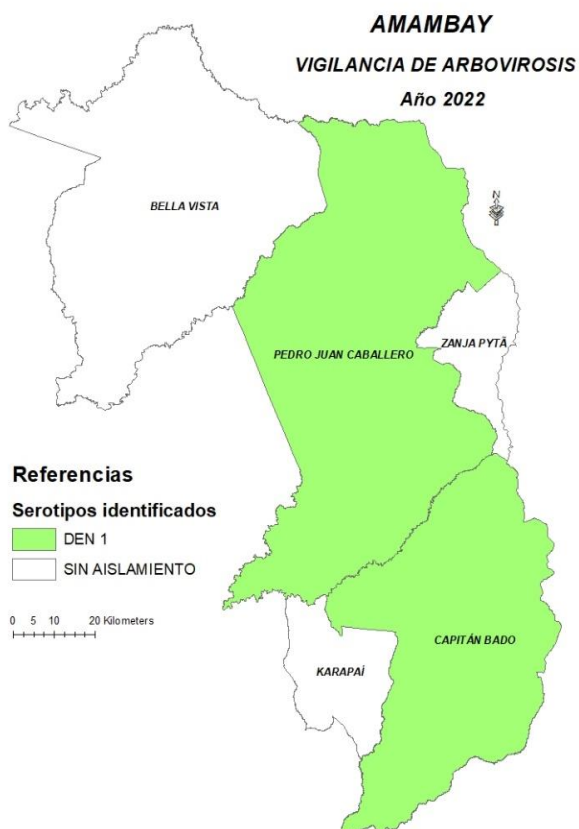 AMAMBAY
VIGILANCIA DE ARBOVIROSIS
Año 2022
BELLA VISTA
N
PEDRO JUAN CABALLERO
ZANJA PYTÃ
Referencias
Serotipos identificados
DEN 1
SIN AISLAMIENTO
0 5 10 20 Kilometers
CAPITÁN BADO
KARAPAÍ